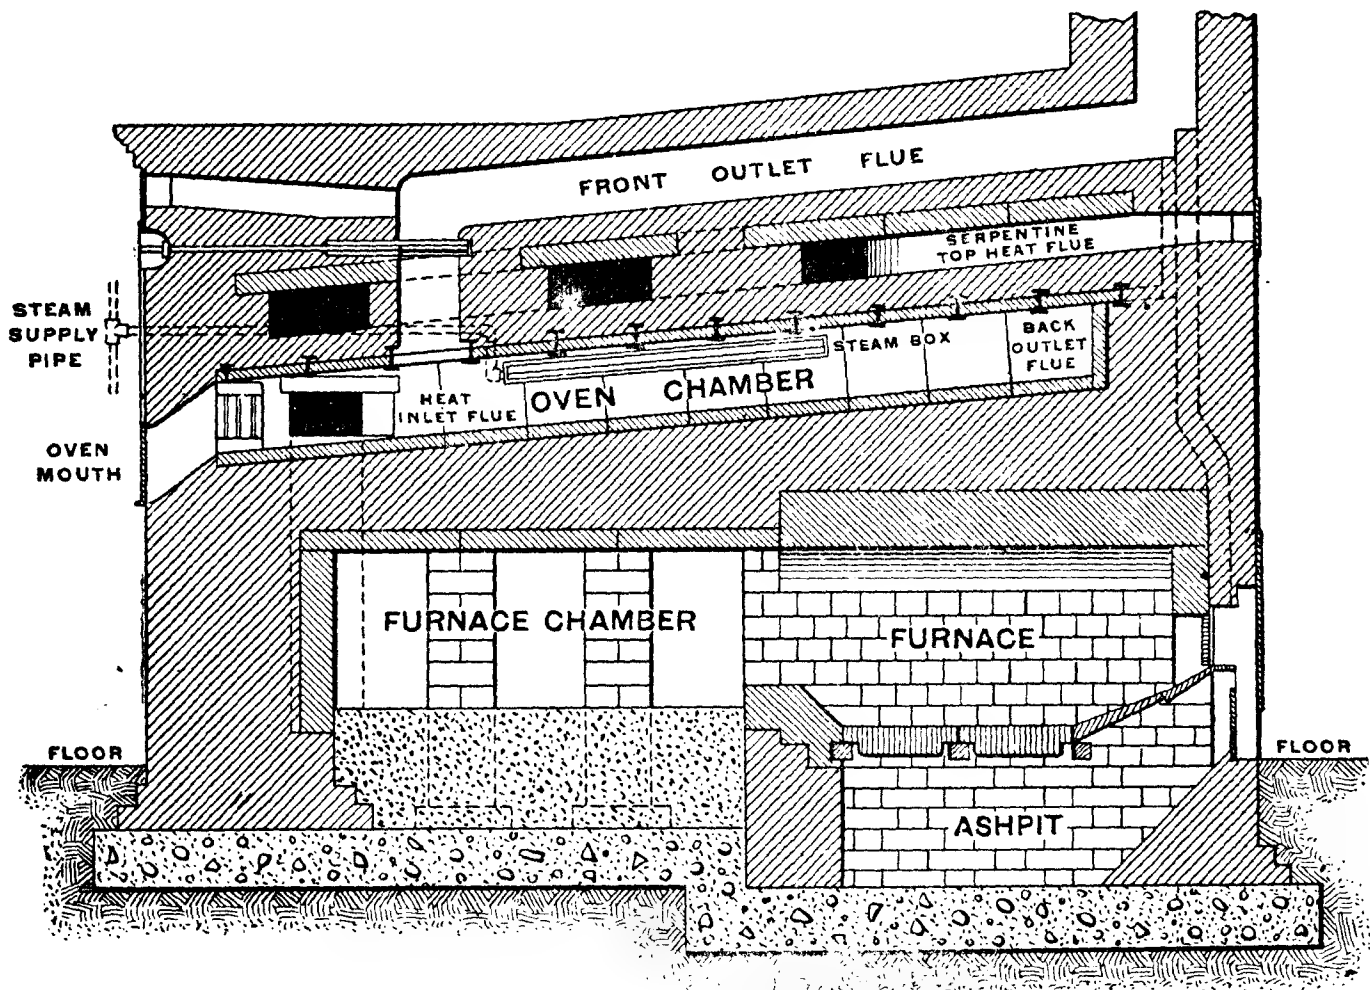 FRONT OUTLET FLUE
SERPENTINE
TOP HEAT FLUE
STEAM
SUPPLY
PIPE
STEAM BOX
BACK
OUTLET
FLUE
HEAT
INLET FLUE
OVEN CHAMBER
OVEN
MOUTH
FURNACE CHAMBER
FURNACE
FLOOR
FLOOR
ASHPIT